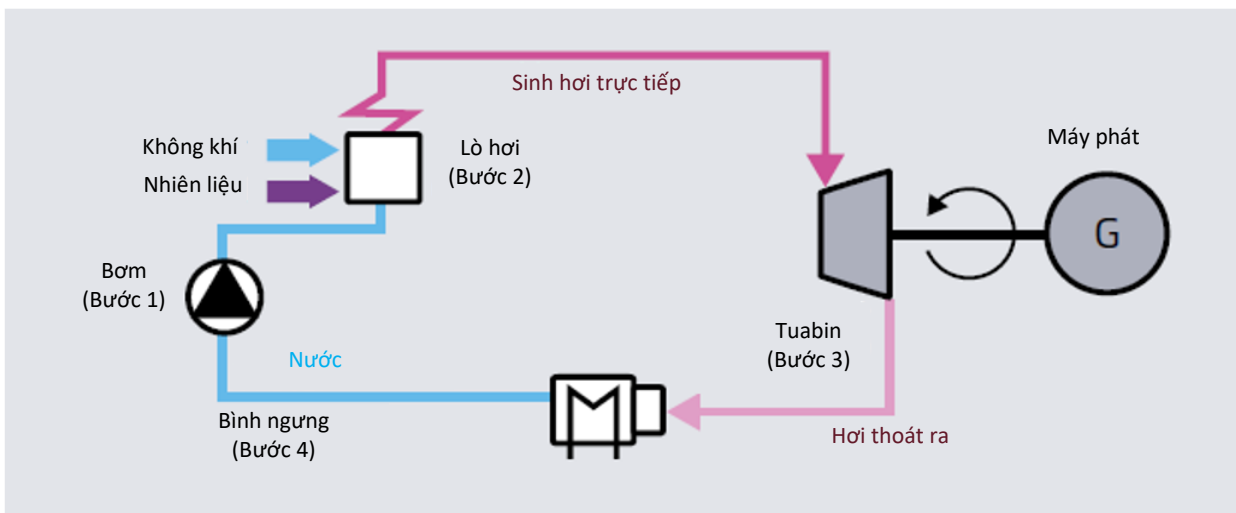 Sinh hơi trực tiếp
Không khí
Nhiên liệu
Lò hơi
(Bước 2)
Máy phát
G
Bơm
(Bước 1)
Tuabin
(Bước 3)
Nước
Bình ngưng
(Bước 4)
Hơi thoát ra